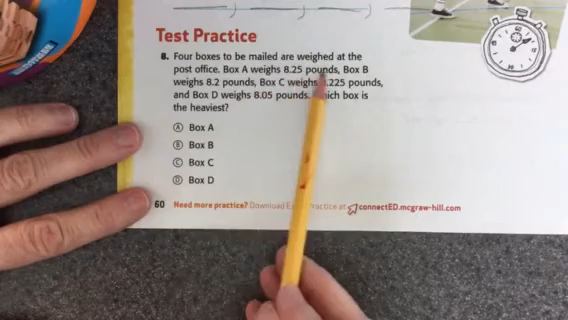 Test Practice
8. Four boxes to be mailed are weighed at the
post office. Box A weighs 8.25 pounds, Box B
weighs 8.2 pounds, Box C weighs .225 pounds,
and Box D weighs 8.05 pounds. ich box is
the heaviest?
Ⓐ Box A
Ⓑ Box B
Ⓒ Box C
Ⓓ Box D
60 Need more practice? Download Practice at connectED.mcgraw-hill.com